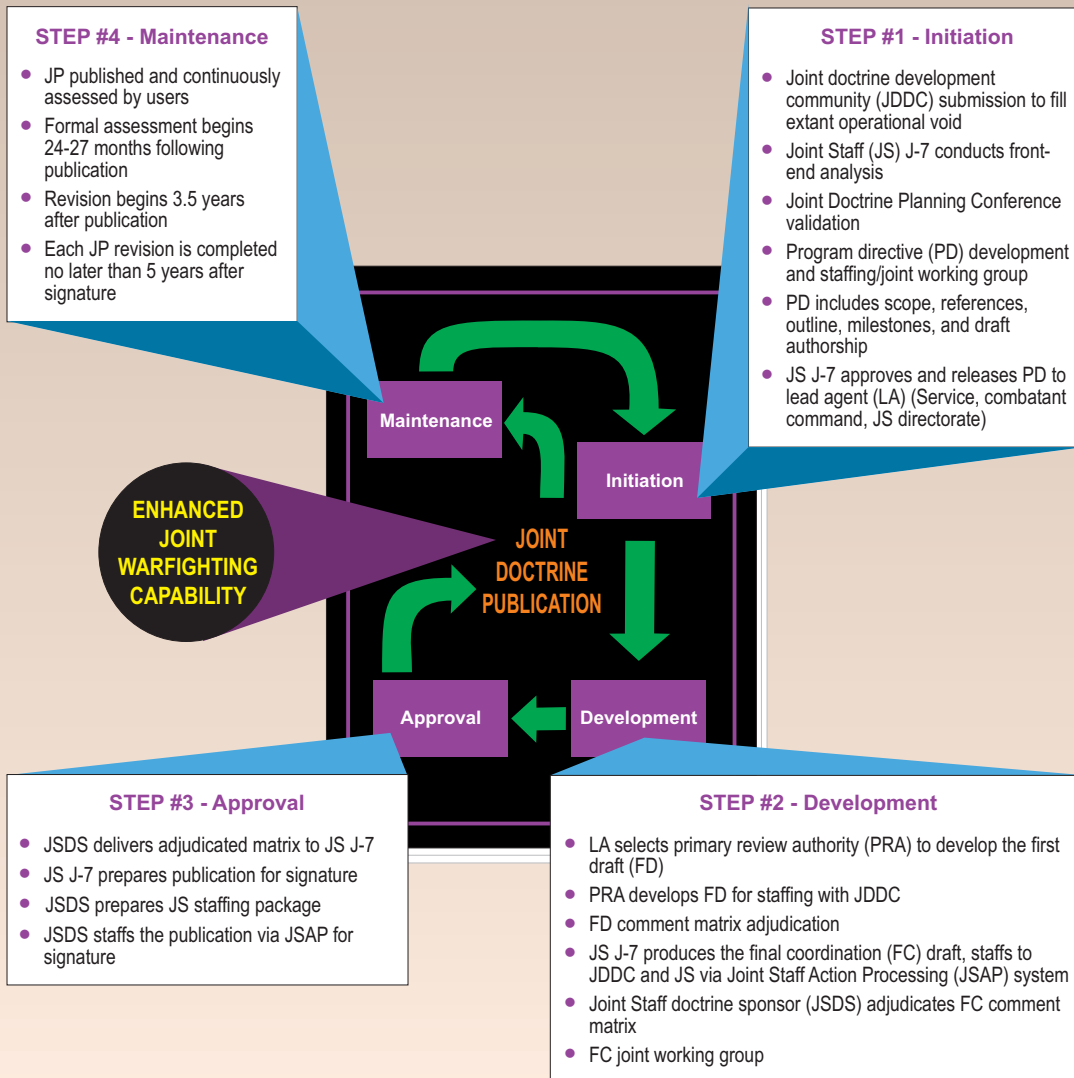 STEP #4 - Maintenance
• JP published and continuously
assessed by users
• Formal assessment begins
24-27 months following
publication
• Revision begins 3.5 years
after publication
• Each JP revision is completed
no later than 5 years after
signature
STEP #1 - Initiation
• Joint doctrine development
community (JDDC) submission to fill
extant operational void
• Joint Staff (JS) J-7 conducts front-
end analysis
• Joint Doctrine Planning Conference
validation
• Program directive (PD) development
and staffing/joint working group
• PD includes scope, references,
outline, milestones, and draft
authorship
• JS J-7 approves and releases PD to
lead agent (LA) (Service, combatant
command, JS directorate)
Maintenance
Initiation
ENHANCED
JOINT
WARFIGHTING
CAPABILITY
JOINT
DOCTRINE
PUBLICATION
Approval
Development
STEP #3 - Approval
• JSDS delivers adjudicated matrix to JS J-7
• JS J-7 prepares publication for signature
• JSDS prepares JS staffing package
• JSDS staffs the publication via JSAP for
signature
STEP #2 - Development
• LA selects primary review authority (PRA) to develop the first
draft (FD)
• PRA develops FD for staffing with JDDC
• FD comment matrix adjudication
• JS J-7 produces the final coordination (FC) draft, staffs to
JDDC and JS via Joint Staff Action Processing (JSAP) system
• Joint Staff doctrine sponsor (JSDS) adjudicates FC comment
matrix
• FC joint working group